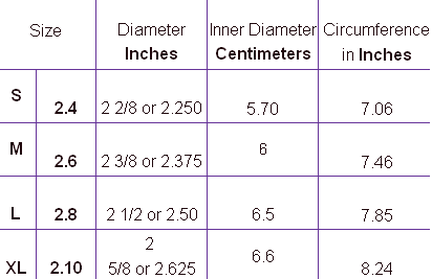 Size Diameter Inches Inner Diameter Centimeters Circumference in Inches
S 2.4 2 2/8 or 2.250 5.70 7.06
M 2.6 2 3/8 or 2.375 6 7.46
L 2.8 2 1/2 or 2.50 6.5 7.85
XL 2.10 2 5/8 or 2.625 6.6 8.24